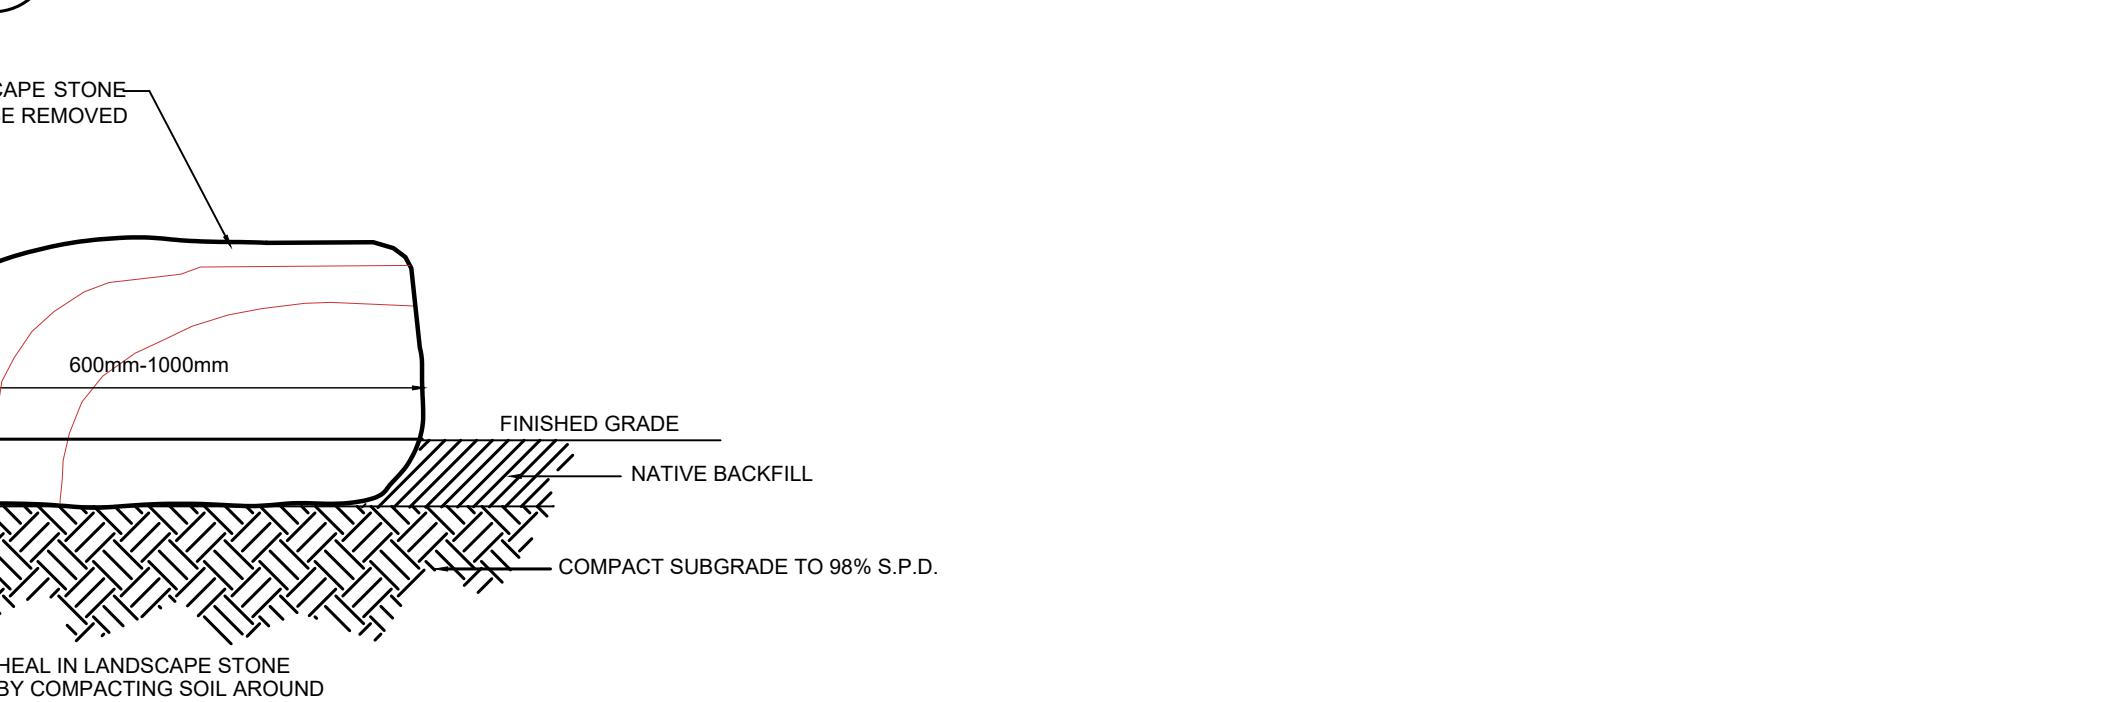 CAPE STONE
E REMOVED
600mm-1000mm
FINISHED GRADE
NATIVE BACKFILL
COMPACT SUBGRADE TO 98% S.P.D.
HEAL IN LANDSCAPE STONE
BY COMPACTING SOIL AROUND